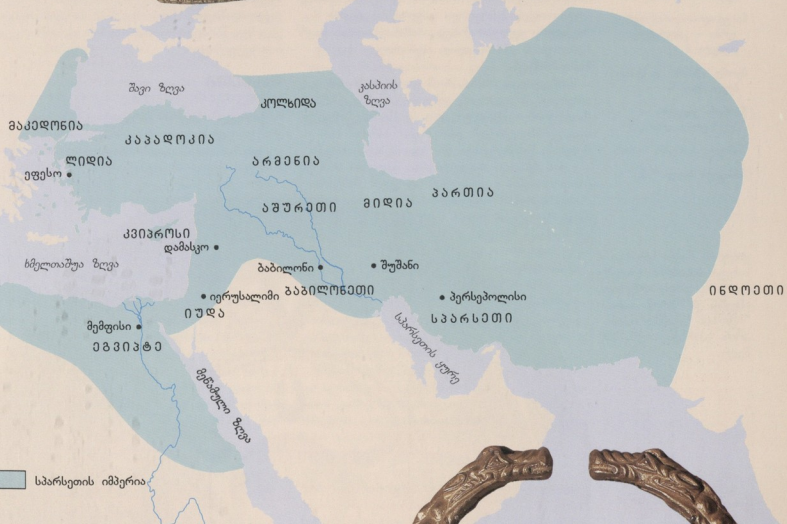 შავი ზღვა
კასპიის
ზღვა
კოლხიდა
მაკედონია
კაპადოკია
ლიდია
არმენია
ეფესო
პართია
მიდია
აშურეთი
კვიპროსი
დამასკო
ხმელთაშუა ზღვა
ბაბილონი
შუშანი
ბაბილონეთი
ინდოეთი
იერუსალიმი
პერსეპოლისი
იუდა
სპარსეთი
მემფისი
ეგვიპტე
სპარსეთის ყურე
მეწამული ზღვა
სპარსეთის იმპერია